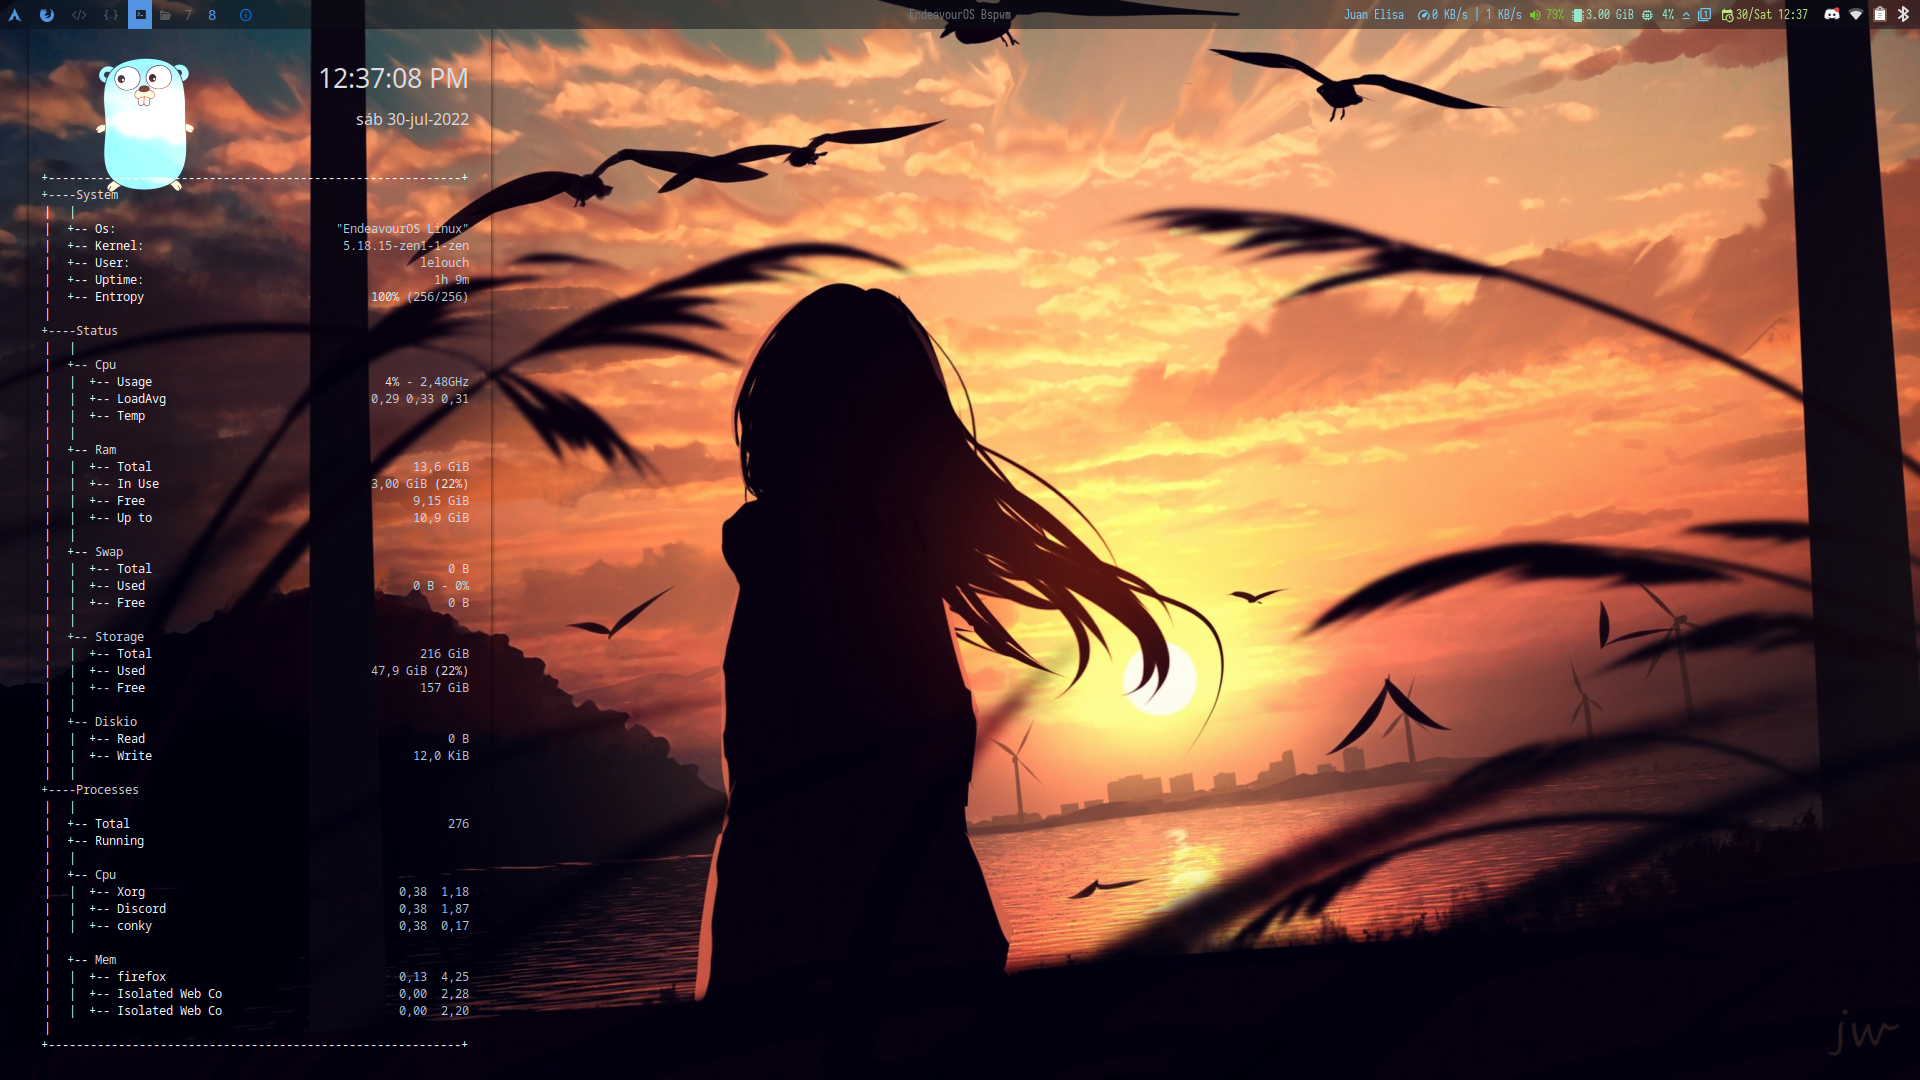 7 8 EndeavourOS Bspwm Juan Elisa 0 KB/s | 1 KB/s 79% 3.00 GiB 4% 1 30/Sat 12:37
12:37:08 PM
sáb 30-jul-2022
+-----------------------------------------------------------+
+----System
| |
| +-- Os: "EndeavourOS Linux"
| +-- Kernel: 5.18.15-zen1-1-zen
| +-- User: lelouch
| +-- Uptime: 1h 9m
| +-- Entropy 100% (256/256)
|
+----Status
| |
| +-- Cpu
| | +-- Usage 4% - 2,48GHz
| | +-- LoadAvg 0,29 0,33 0,31
| | +-- Temp
| |
| +-- Ram
| | +-- Total 13,6 GiB
| | +-- In Use 3,00 GiB (22%)
| | +-- Free 9,15 GiB
| | +-- Up to 10,9 GiB
| |
| +-- Swap
| | +-- Total 0 B
| | +-- Used 0 B - 0%
| | +-- Free 0 B
| |
| +-- Storage
| | +-- Total 216 GiB
| | +-- Used 47,9 GiB (22%)
| | +-- Free 157 GiB
| |
| +-- Diskio
| | +-- Read 0 B
| | +-- Write 12,0 KiB
| |
+----Processes
| |
| +-- Total 276
| +-- Running
| |
| +-- Cpu
| | +-- Xorg 0,38 1,18
| | +-- Discord 0,38 1,87
| | +-- conky 0,38 0,17
|
| +-- Mem
| | +-- firefox 0,13 4,25
| | +-- Isolated Web Co 0,00 2,28
| | +-- Isolated Web Co 0,00 2,20
|
+-----------------------------------------------------------+
jw